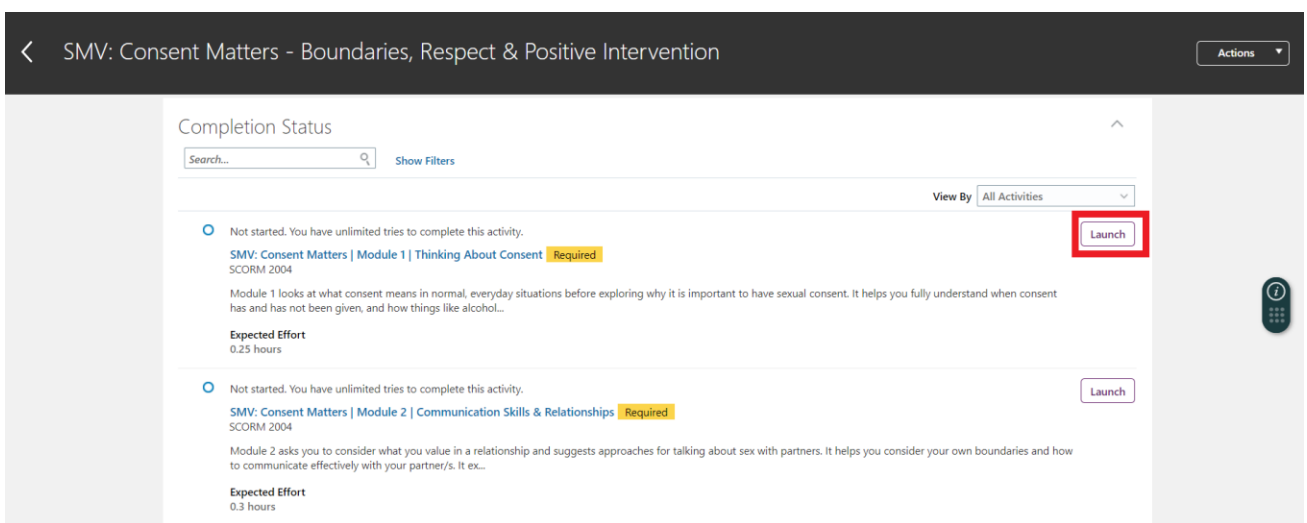 SMV: Consent Matters - Boundaries, Respect & Positive Intervention
Actions
Completion Status
Search...
Show Filters
View By All Activities
Not started. You have unlimited tries to complete this activity.
Launch
SMV: Consent Matters | Module 1 | Thinking About Consent Required
SCORM 2004
Module 1 looks at what consent means in normal, everyday situations before exploring why it is important to have sexual consent. It helps you fully understand when consent
has and has not been given, and how things like alcohol...
Expected Effort
0.25 hours
Not started. You have unlimited tries to complete this activity.
Launch
SMV: Consent Matters | Module 2 | Communication Skills & Relationships Required
SCORM 2004
Module 2 asks you to consider what you value in a relationship and suggests approaches for talking about sex with partners. It helps you consider your own boundaries and how
to communicate effectively with your partner/s. It ex...
Expected Effort
0.3 hours